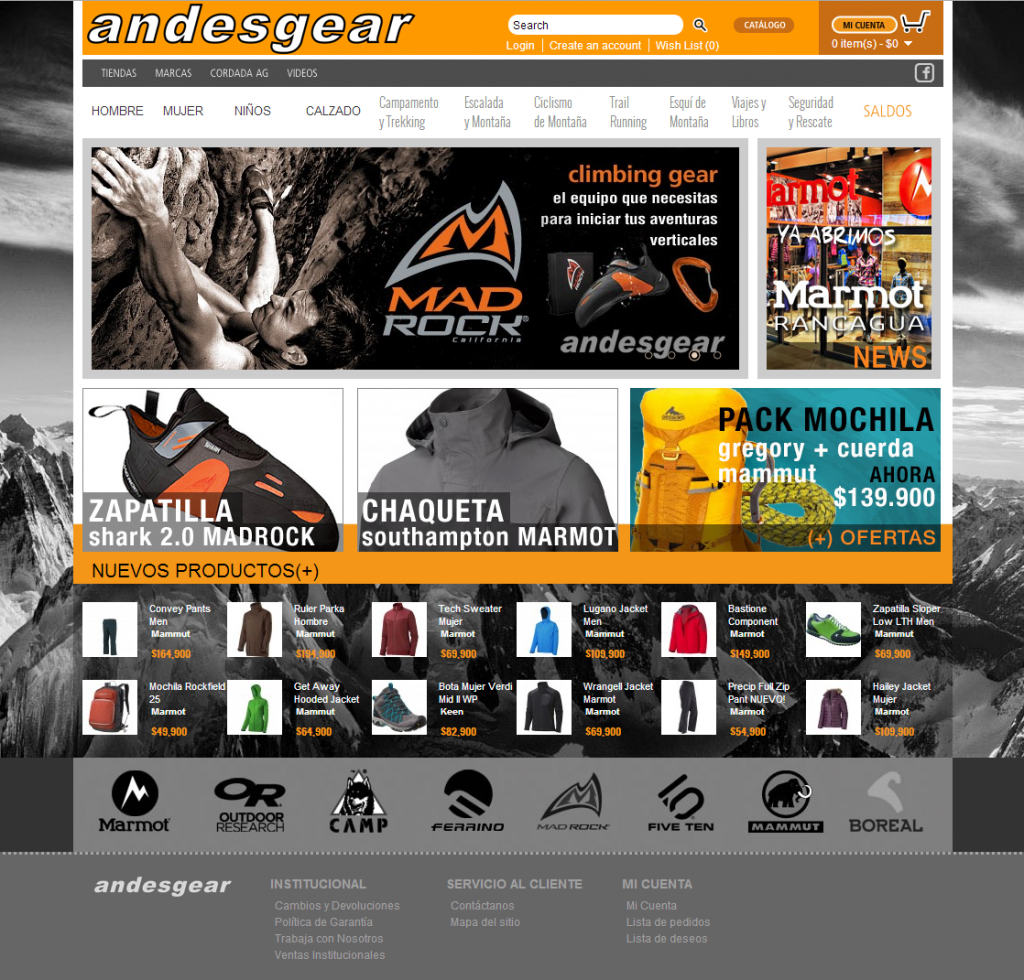 andesgear
Search
CATÁLOGO
MI CUENTA
Login
Create an account
Wish List (0)
0 item(s) - $0
TIENDAS
MARCAS
CORDADA AG
VIDEOS
HOMBRE
MUJER
NIÑOS
CALZADO
Campamento
y Trekking
Escalada
y Montaña
Ciclismo
de Montaña
Trail
Running
Esquí de
Montaña
Viajes y
Libros
Seguridad
y Rescate
SALDOS
climbing gear
el equipo que necesitas
para iniciar tus aventuras
verticales
MAD
ROCK®
California
andesgear
Marmot
YA ABRIMOS
Marmot
RANCAGUA
NEWS
ZAPATILLA
shark 2.0 MADROCK
CHAQUETA
southampton MARMOT
PACK MOCHILA
gregory + cuerda
mammut
AHORA
$139.900
(+) OFERTAS
NUEVOS PRODUCTOS(+)
Convey Pants
Men
Mammut
$164,900
Ruler Parka
Hombre
Mammut
$194,900
Tech Sweater
Mujer
Marmot
$69,900
Lugano Jacket
Men
Mammut
$109,900
Bastione
Component
Marmot
$149,900
Zapatilla Sloper
Low LTH Men
Mammut
$69,900
Mochila Rockfield
25
Marmot
$49,900
Get Away
Hooded Jacket
Mammut
$64,900
Bota Mujer Verdi
Mid II WP
Keen
$82,900
Wrangell Jacket
Marmot
Marmot
$69,900
Precip Full Zip
Pant NUEVO!
Marmot
$54,900
Hailey Jacket
Mujer
Marmot
$109,900
Marmot
OR
OUTDOOR
RESEARCH
CAMP
FERRINO
MAD ROCK
FIVE TEN
MAMMUT
BOREAL
andesgear
INSTITUCIONAL
Cambios y Devoluciones
Política de Garantía
Trabaja con Nosotros
Ventas Institucionales
SERVICIO AL CLIENTE
Contáctanos
Mapa del sitio
MI CUENTA
Mi Cuenta
Lista de pedidos
Lista de deseos